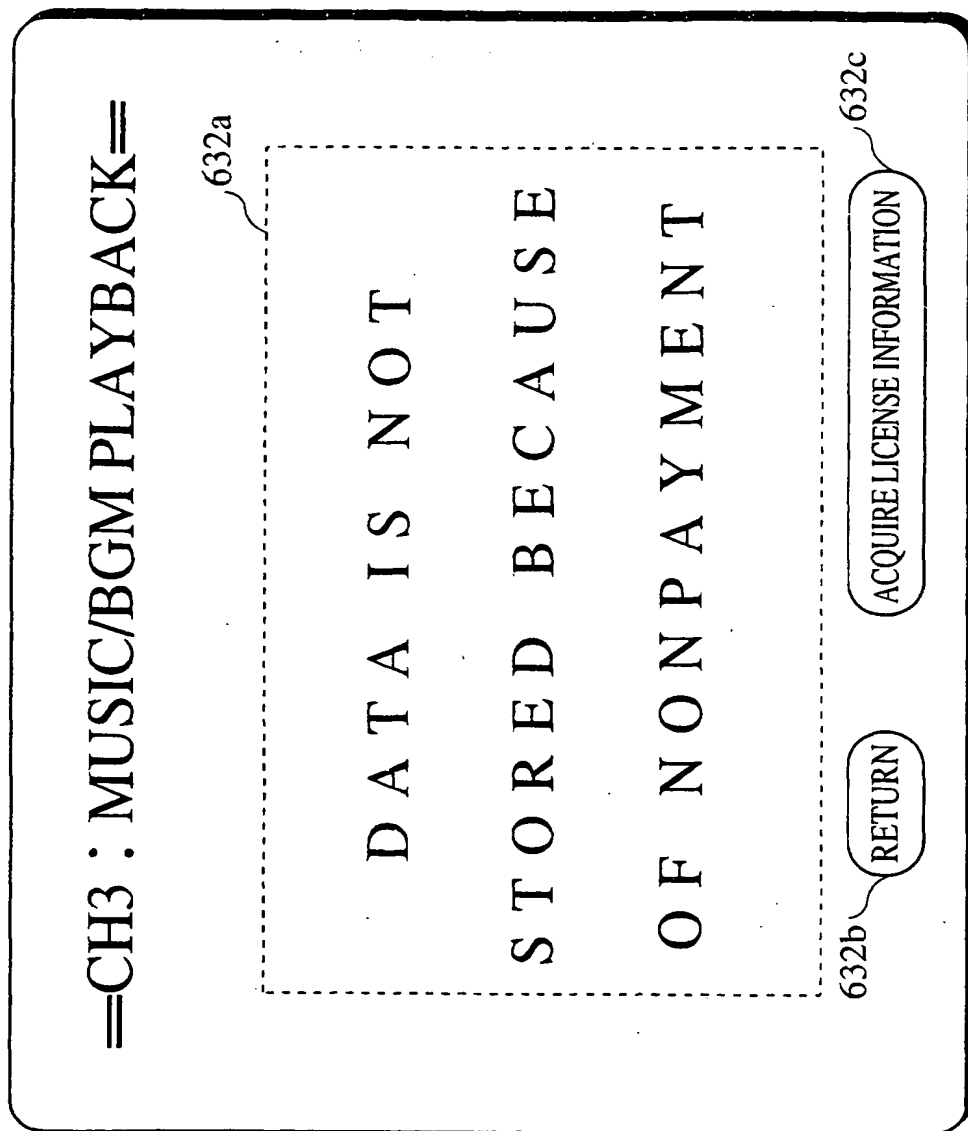 =CH3 : MUSIC/BGM PLAYBACK=
632a
DATA IS NOT
STORED BECAUSE
OF NONPAYMENT
632b
RETURN
ACQUIRE LICENSE INFORMATION
632c